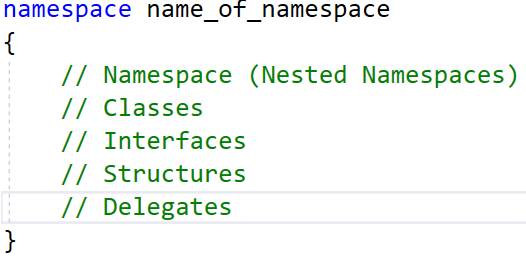 namespace name_of_namespace
{
// Namespace (Nested Namespaces)
// Classes
// Interfaces
// Structures
// Delegates
}